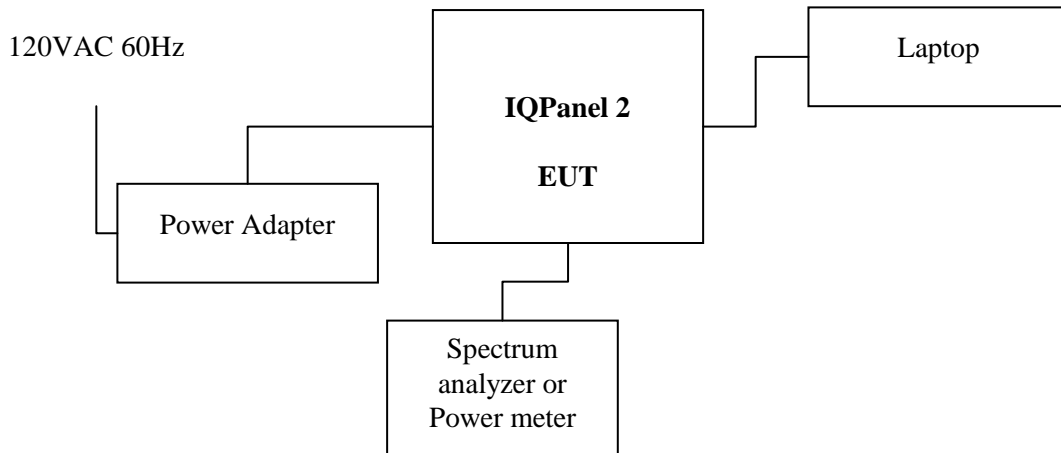 120VAC 60Hz
Laptop
IQPanel 2
EUT
Power Adapter
Spectrum
analyzer or
Power meter